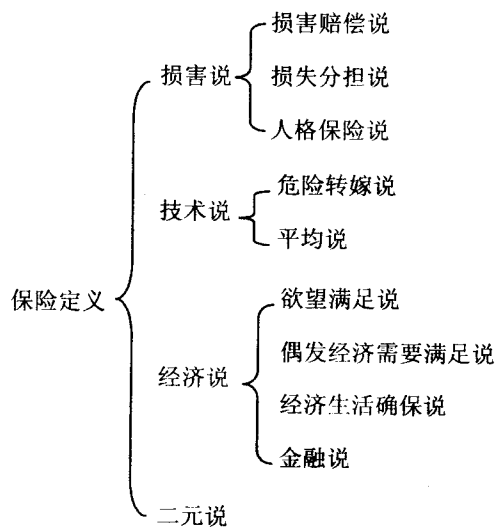 保险定义
损害说
损害赔偿说
损失分担说
人格保险说
技术说
危险转嫁说
平均说
经济说
欲望满足说
偶发经济需要满足说
经济生活确保说
金融说
二元说